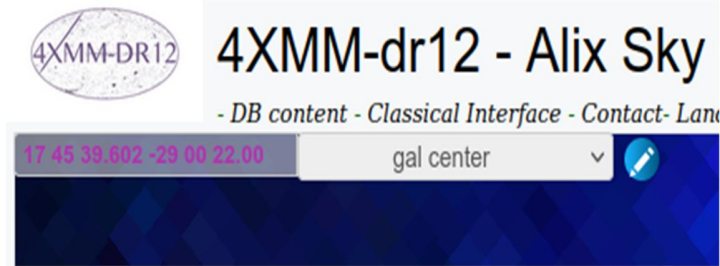 4XMM-DR12
4XMM-dr12 - Alix Sky
- DB content - Classical Interface - Contact- Lan
17 45 39.602 -29 00 22.00
gal center